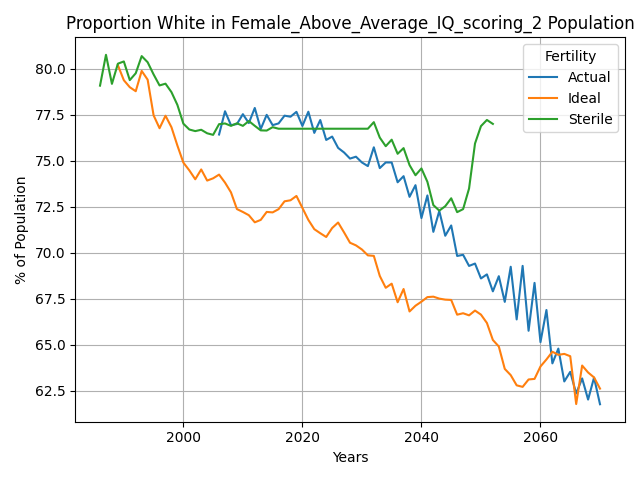 Proportion White in Female_Above_Average_IQ_scoring_2 Population
Fertility
Actual
Ideal
Sterile
% of Population
80.0
77.5
75.0
72.5
70.0
67.5
65.0
62.5
2000
2020
2040
2060
Years